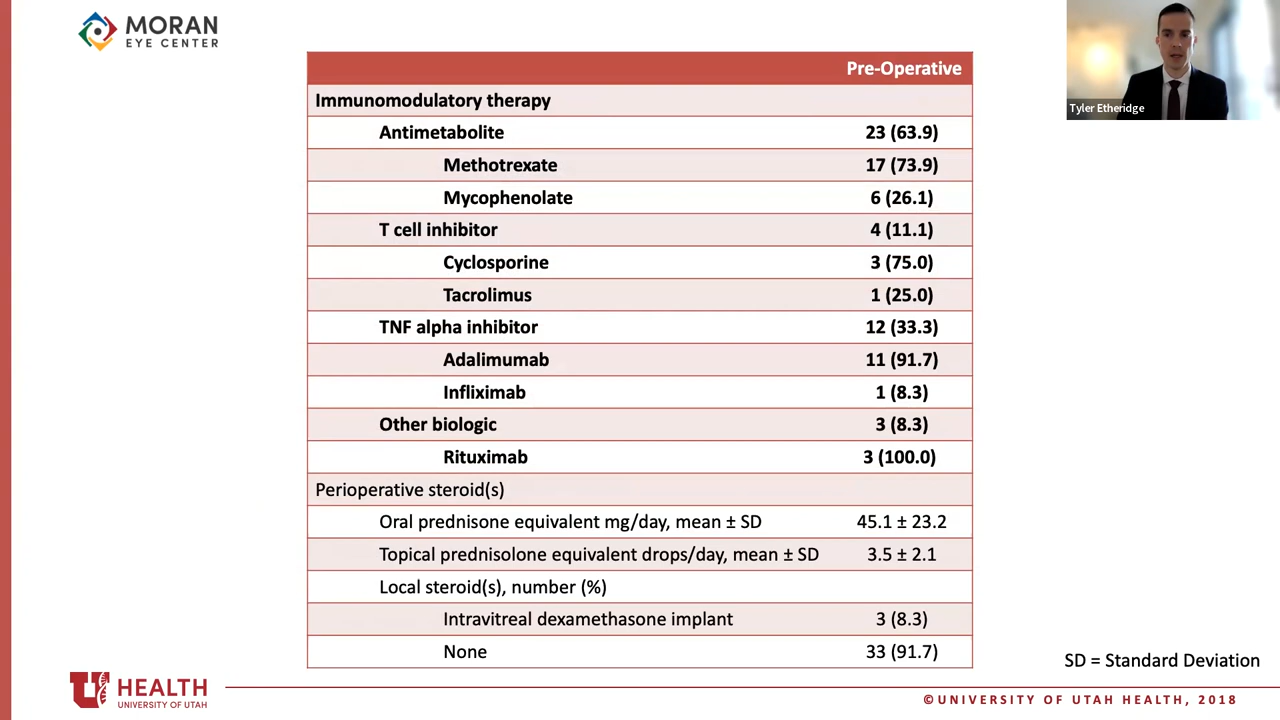 MORAN
EYE CENTER
Tyler Etheridge
Pre-Operative
Immunomodulatory therapy
Antimetabolite 23 (63.9)
Methotrexate 17 (73.9)
Mycophenolate 6 (26.1)
T cell inhibitor 4 (11.1)
Cyclosporine 3 (75.0)
Tacrolimus 1 (25.0)
TNF alpha inhibitor 12 (33.3)
Adalimumab 11 (91.7)
Infliximab 1 (8.3)
Other biologic 3 (8.3)
Rituximab 3 (100.0)
Perioperative steroid(s)
Oral prednisone equivalent mg/day, mean ± SD 45.1 ± 23.2
Topical prednisolone equivalent drops/day, mean ± SD 3.5 ± 2.1
Local steroid(s), number (%)
Intravitreal dexamethasone implant 3 (8.3)
None 33 (91.7)
SD = Standard Deviation
U HEALTH
UNIVERSITY OF UTAH
©UNIVERSITY OF UTAH HEALTH, 2018